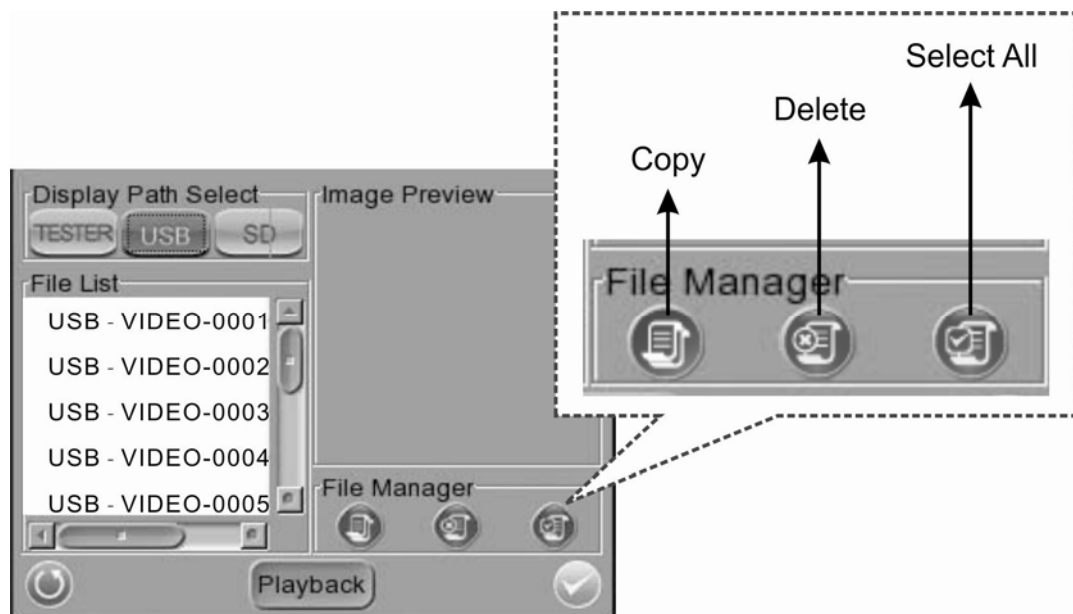 Select All
Delete
Copy
File Manager
Display Path Select
TESTER USB SD
Image Preview
File List
USB - VIDEO-0001
USB - VIDEO-0002
USB - VIDEO-0003
USB - VIDEO-0004
USB - VIDEO-0005
File Manager
Playback